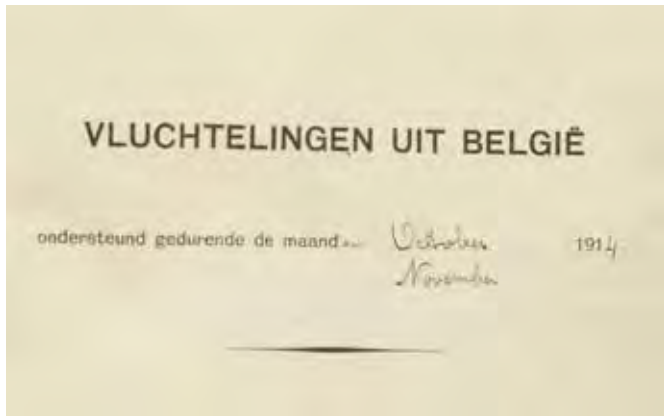 VLUCHTELINGEN UIT BELGIË
ondersteund gedurende de maand October 1914
November